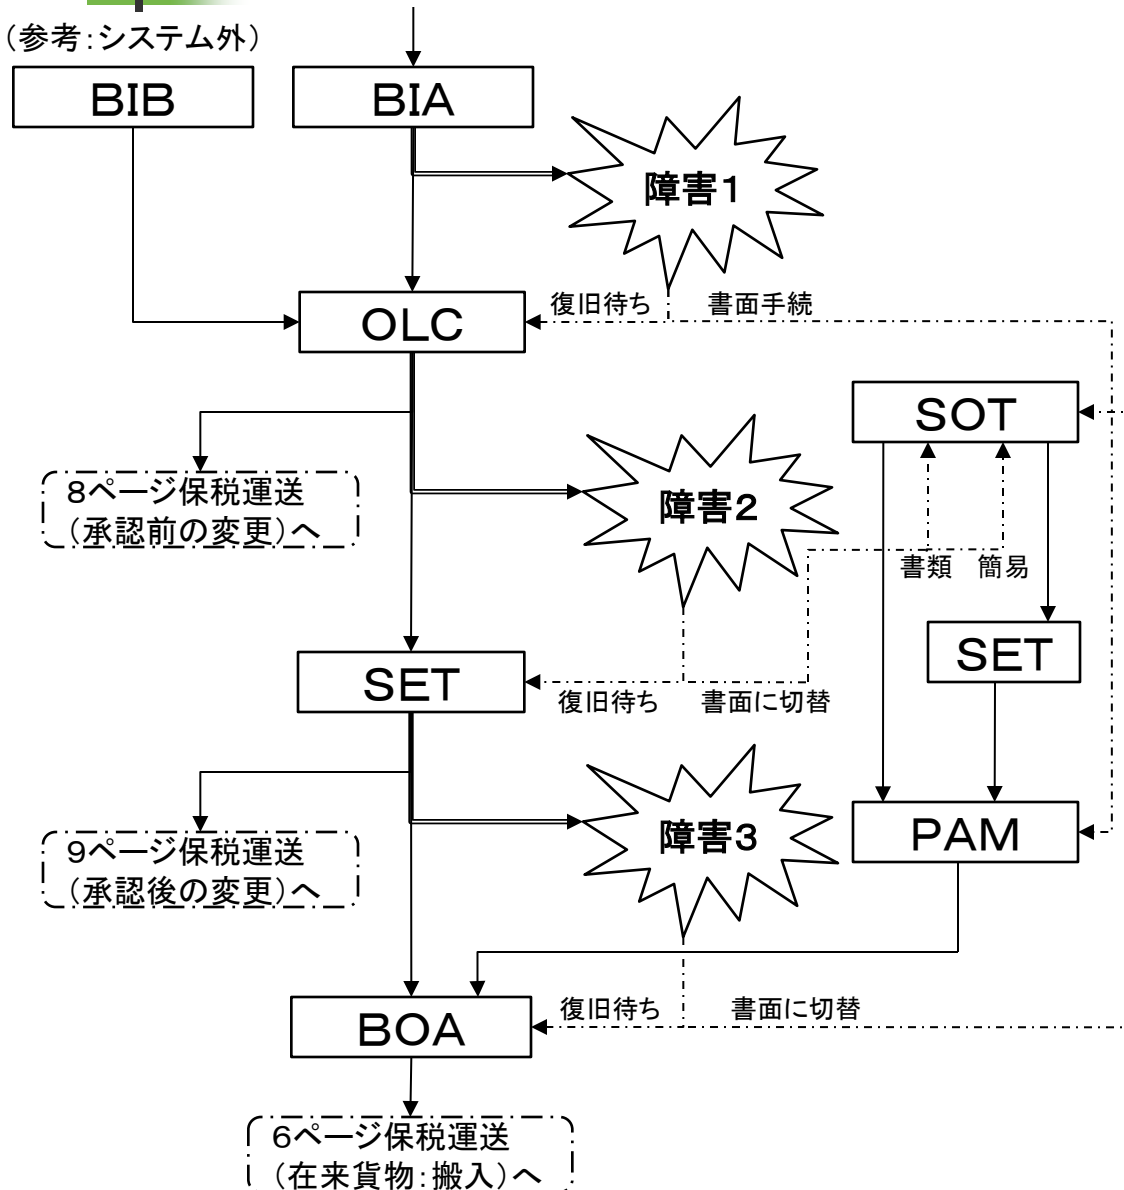 （参考：システム外）
ＢＩＢ
ＢＩＡ
障害１
復旧待ち
書面手続
ＯＬＣ
ＳＯＴ
８ページ保税運送
（承認前の変更）へ
障害２
書類
簡易
ＳＥＴ
ＳＥＴ
復旧待ち
書面に切替
９ページ保税運送
（承認後の変更）へ
障害３
ＰＡＭ
ＢＯＡ
復旧待ち
書面に切替
６ページ保税運送
（在来貨物：搬入）へ